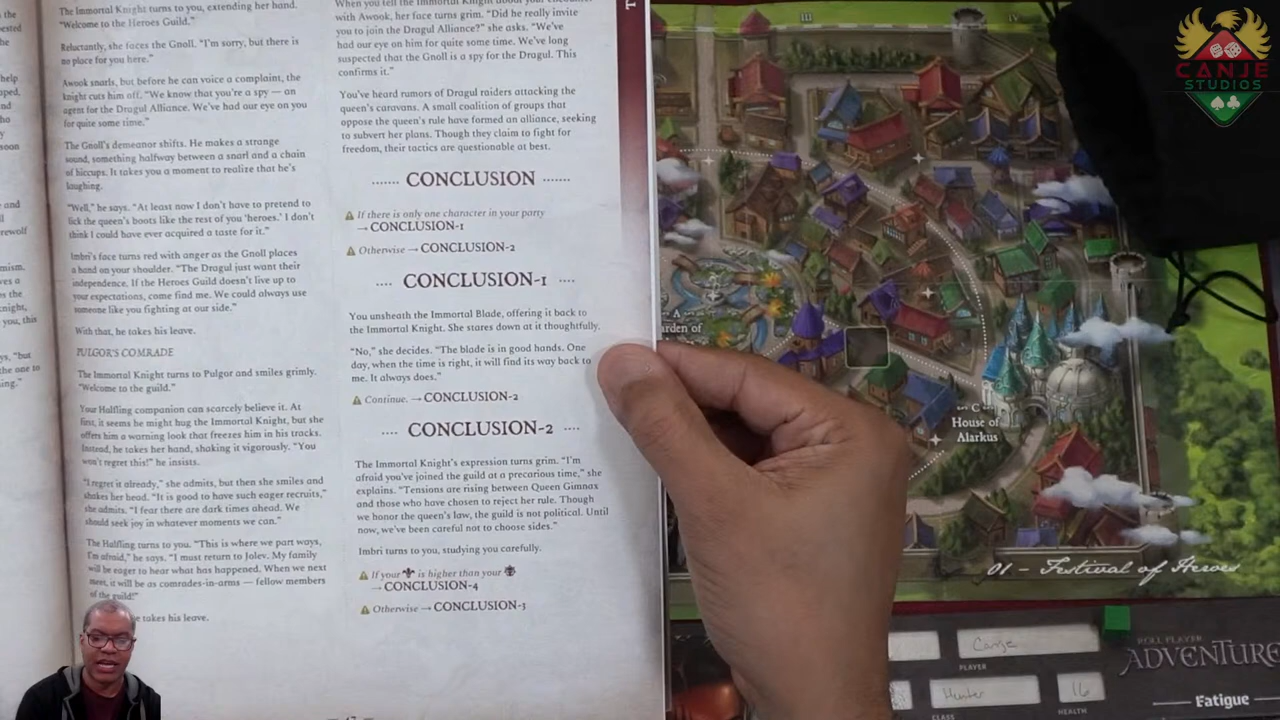 The Immortal Knight turns to you, extending her hand.
"Welcome to the Heroes Guild."
Reluctantly, she faces the Gnoll. "I'm sorry, but there is
no place for you here."
Awook snarls, but before he can voice a complaint, the
knight cuts him off. "We know that you're a spy — an
agent for the Dragul Alliance. We've had our eye on you
for quite some time."
The Gnoll's demeanor shifts. He makes a strange
sound, something halfway between a snarl and a chain
of hiccups. It takes you a moment to realize that he's
laughing.
"Well," he says. "At least now I don't have to pretend to
lick the queen's boots like the rest of you 'heroes.' I don't
think I could have ever acquired a taste for it."
Imbri's face turns red with anger as the Gnoll places
a hand on your shoulder. "The Dragul just want their
independence. If the Heroes Guild doesn't live up to
your expectations, come find me. We could always use
someone like you fighting at our side."
With that, he takes his leave.
PULGOR'S COMRADE
The Immortal Knight turns to Pulgor and smiles grimly.
"Welcome to the guild."
Your Halfling companion can scarcely believe it. At
first, it seems he might hug the Immortal Knight, but she
offers him a warning look that freezes him in his tracks.
Instead, he takes her hand, shaking it vigorously. "You
won't regret this!" he insists.
"I regret it already," she admits, but then she smiles and
shakes her head. "It is good to have such eager recruits,"
she admits. "I fear there are dark times ahead. We
should seek joy in whatever moments we can."
The Halfling turns to you. "This is where we part ways,
I'm afraid," he says. "I must return to Jolev. My family
will be eager to hear what has happened. When we next
meet, it will be as comrades-in-arms — fellow members
of the guild!"
he takes his leave.
When you tell the Immortal Knight about your encounter
with Awook, her face turns grim. "Did he really invite
you to join the Dragul Alliance?" she asks. "We've
had our eye on him for quite some time. We've long
suspected that the Gnoll is a spy for the Dragul. This
confirms it."
You've heard rumors of Dragul raiders attacking the
queen's caravans. A small coalition of groups that
oppose the queen's rule have formed an alliance, seeking
to subvert her plans. Though they claim to fight for
freedom, their tactics are questionable at best.
CONCLUSION
If there is only one character in your party
→ CONCLUSION-1
Otherwise → CONCLUSION-2
CONCLUSION-1
You unsheath the Immortal Blade, offering it back to
the Immortal Knight. She stares down at it thoughtfully.
"No," she decides. "The blade is in good hands. One
day, when the time is right, it will find its way back to
me. It always does."
Continue. → CONCLUSION-2
CONCLUSION-2
The Immortal Knight's expression turns grim. "I'm
afraid you've joined the guild at a precarious time," she
explains. "Tensions are rising between Queen Gimnax
and those who have chosen to reject her rule. Though
we honor the queen's law, the guild is not political. Until
now, we've been careful not to choose sides."
Imbri turns to you, studying you carefully.
If your is higher than your
→ CONCLUSION-4
Otherwise → CONCLUSION-3
III
IV
A
arden of
C
House of
Alarkus
01 - Festival of Heroes
CANJE
STUDIOS
Canje
PLAYER
Hunter
CLASS
16
HEALTH
ROLL PLAYER
ADVENTURE
Fatigue